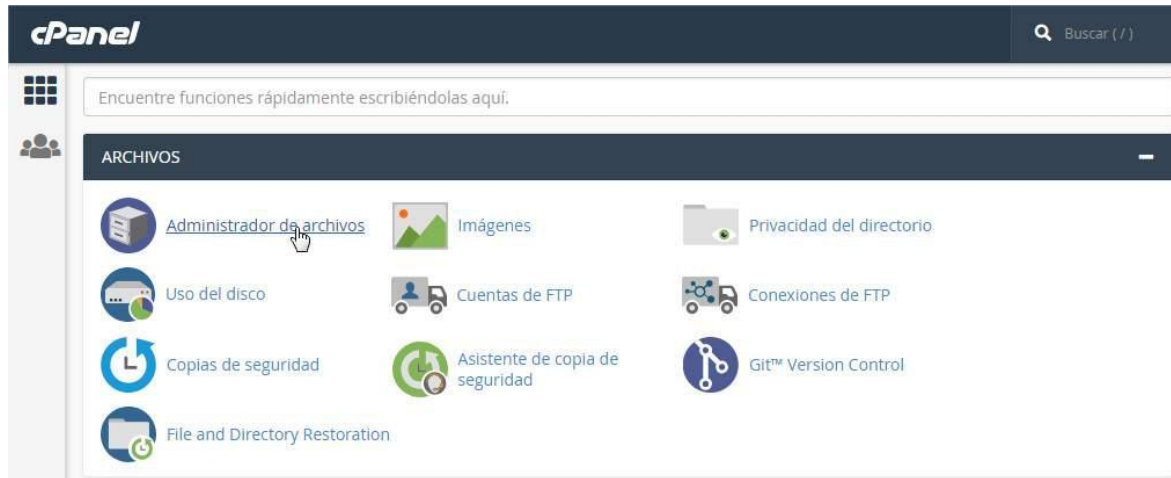 cPanel
Buscar ( / )
Encuentre funciones rápidamente escribiéndolas aquí.
ARCHIVOS
Administrador de archivos
Imágenes
Privacidad del directorio
Uso del disco
Cuentas de FTP
Conexiones de FTP
Copias de seguridad
Asistente de copia de
seguridad
Git™ Version Control
File and Directory Restoration